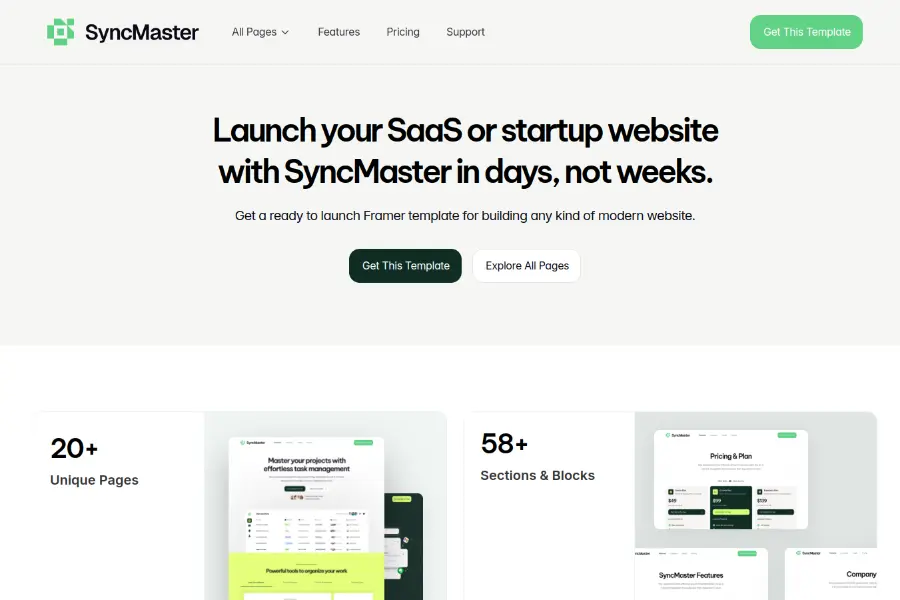 SyncMaster
All Pages
Features
Pricing
Support
Get This Template
Launch your SaaS or startup website
with SyncMaster in days, not weeks.
Get a ready to launch Framer template for building any kind of modern website.
Get This Template
Explore All Pages
20+
Unique Pages
SyncMaster
Master your projects with
effortless task management
Powerful tools to organize your work
58+
Sections & Blocks
SyncMaster
Pricing & Plan
$49
$99
$139
SyncMaster Features
SyncMaster
Company